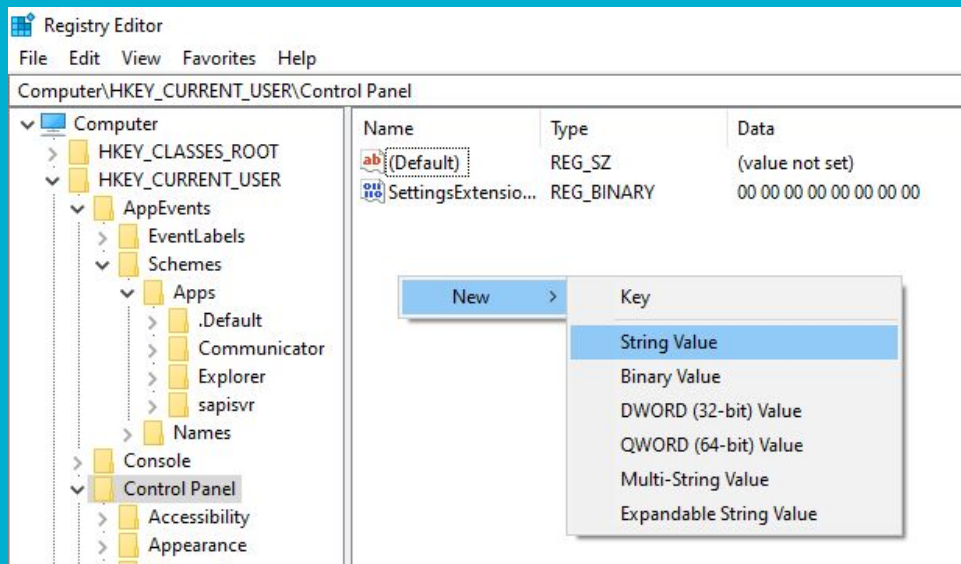 Registry Editor
File Edit View Favorites Help
Computer\HKEY_CURRENT_USER\Control Panel
Computer
HKEY_CLASSES_ROOT
HKEY_CURRENT_USER
AppEvents
EventLabels
Schemes
Apps
.Default
Communicator
Explorer
sapisvr
Names
Console
Control Panel
Accessibility
Appearance
Name Type Data
(Default) REG_SZ (value not set)
SettingsExtensio... REG_BINARY 00 00 00 00 00 00 00 00
New
Key
String Value
Binary Value
DWORD (32-bit) Value
QWORD (64-bit) Value
Multi-String Value
Expandable String Value